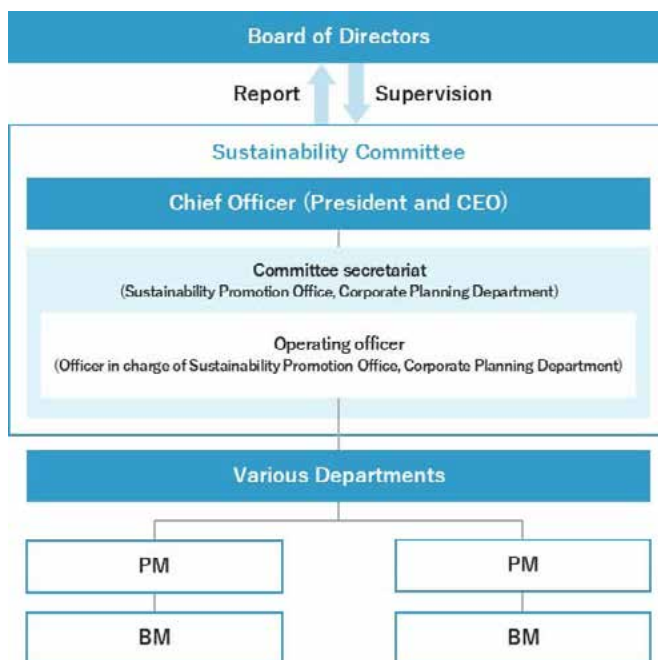 Board of Directors
Report
Supervision
Sustainability Committee
Chief Officer (President and CEO)
Committee secretariat
(Sustainability Promotion Office, Corporate Planning Department)
Operating officer
(Officer in charge of Sustainability Promotion Office, Corporate Planning Department)
Various Departments
PM
PM
BM
BM